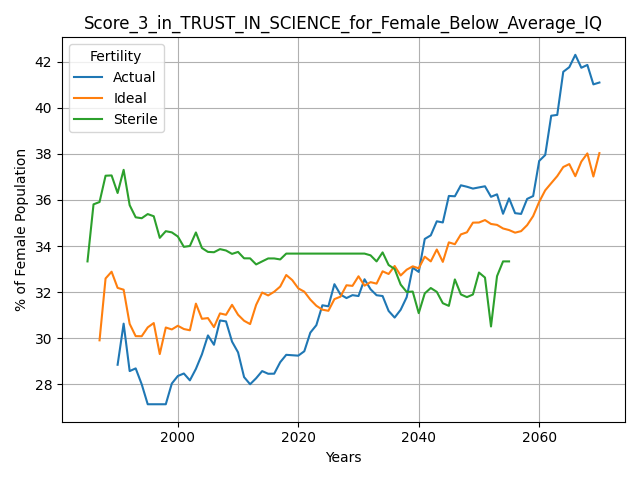 Score_3_in_TRUST_IN_SCIENCE_for_Female_Below_Average_IQ
Fertility
Actual
Ideal
Sterile
% of Female Population
42
40
38
36
34
32
30
28
2000
2020
2040
2060
Years